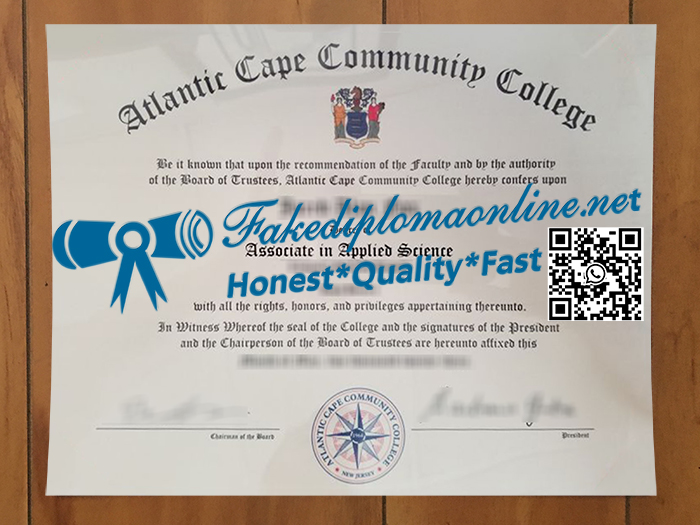 Atlantic Cape Community College
Be it known that upon the recommendation of the Faculty and by the authority
of the Board of Trustees, Atlantic Cape Community College hereby confers upon
Fakediplomaonline.net
Associate in Applied Science
Honest*Quality*Fast
with all the rights, honors, and privileges appertaining thereunto.
In Witness Whereof the seal of the College and the signatures of the President
and the Chairperson of the Board of Trustees are hereunto affixed this
Chairman of the Board
President
ATLANTIC CAPE COMMUNITY COLLEGE
NEW JERSEY